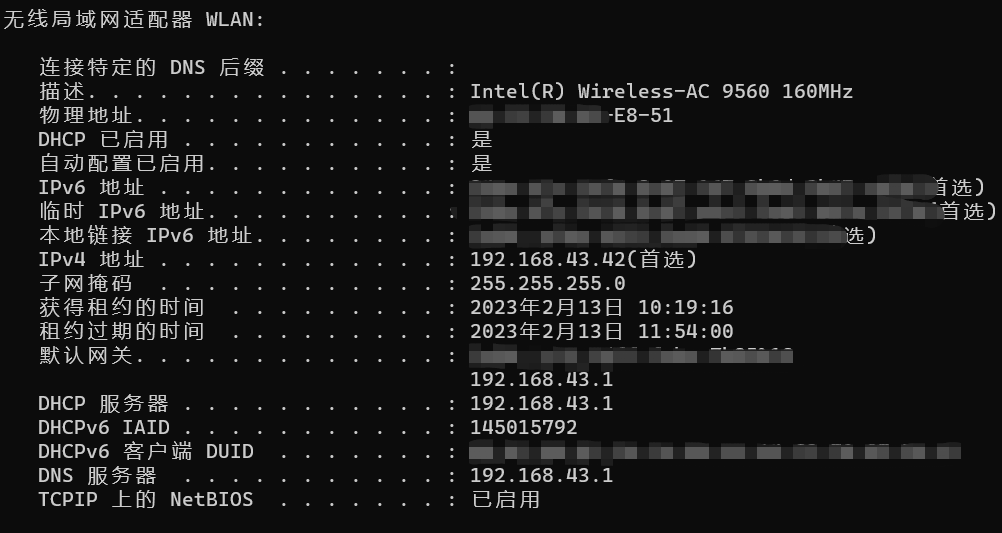 无线局域网适配器 WLAN:
连接特定的 DNS 后缀 . . . . . . . :
描述. . . . . . . . . . . . . . . : Intel(R) Wireless-AC 9560 160MHz
物理地址. . . . . . . . . . . . . : -E8-51
DHCP 已启用 . . . . . . . . . . . : 是
自动配置已启用. . . . . . . . . . : 是
IPv6 地址 . . . . . . . . . . . . : 首选)
临时 IPv6 地址. . . . . . . . . . : (首选)
本地链接 IPv6 地址. . . . . . . . : 选)
IPv4 地址 . . . . . . . . . . . . : 192.168.43.42(首选)
子网掩码  . . . . . . . . . . . . : 255.255.255.0
获得租约的时间  . . . . . . . . . : 2023年2月13日 10:19:16
租约过期的时间  . . . . . . . . . : 2023年2月13日 11:54:00
默认网关. . . . . . . . . . . . . :
192.168.43.1
DHCP 服务器 . . . . . . . . . . . : 192.168.43.1
DHCPv6 IAID . . . . . . . . . . . : 145015792
DHCPv6 客户端 DUID  . . . . . . . :
DNS 服务器  . . . . . . . . . . . : 192.168.43.1
TCPIP 上的 NetBIOS  . . . . . . . : 已启用